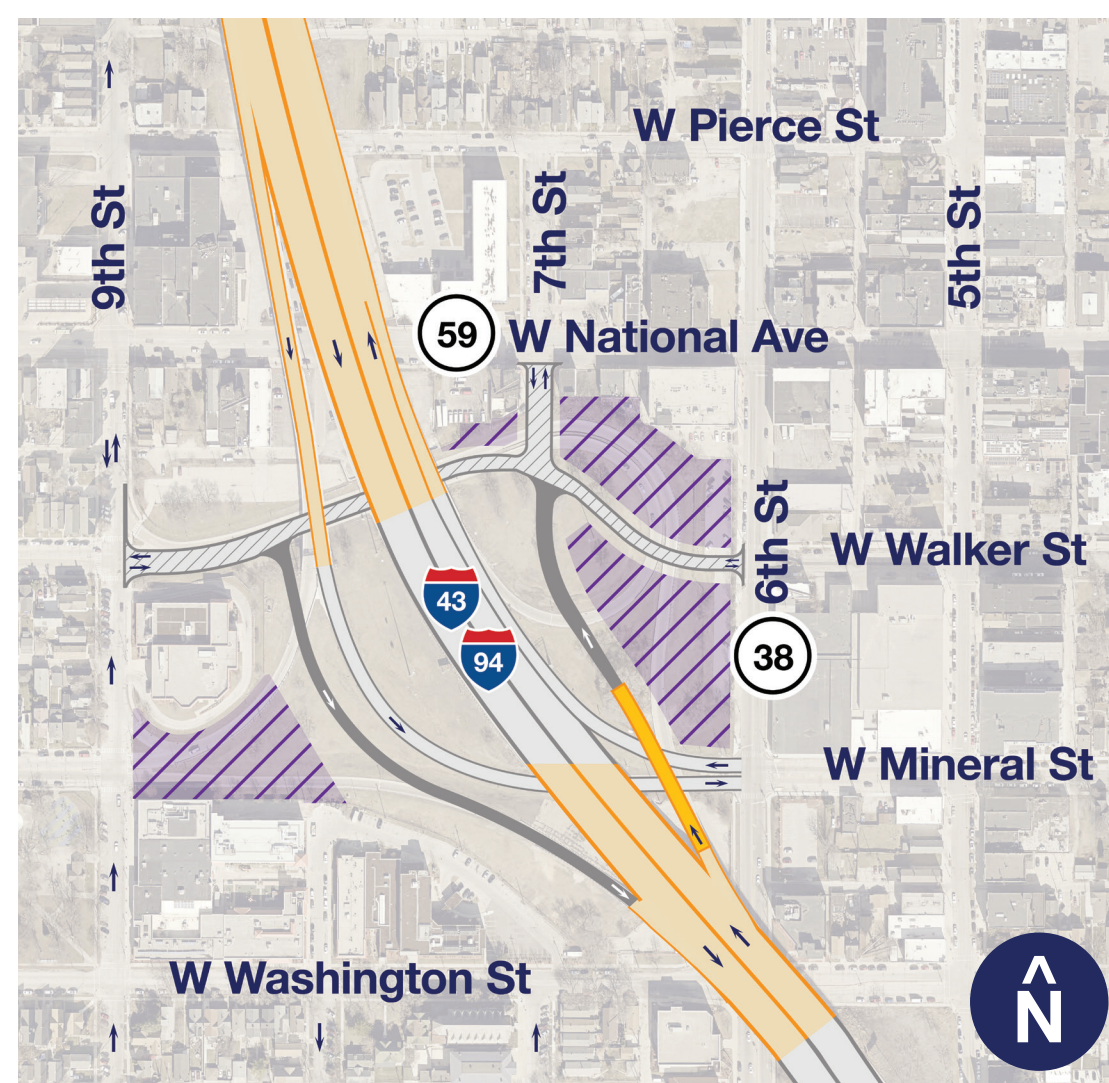 W Pierce St
9th St
7th St
5th St
59
W National Ave
6th St
W Walker St
43
94
38
W Mineral St
W Washington St
N